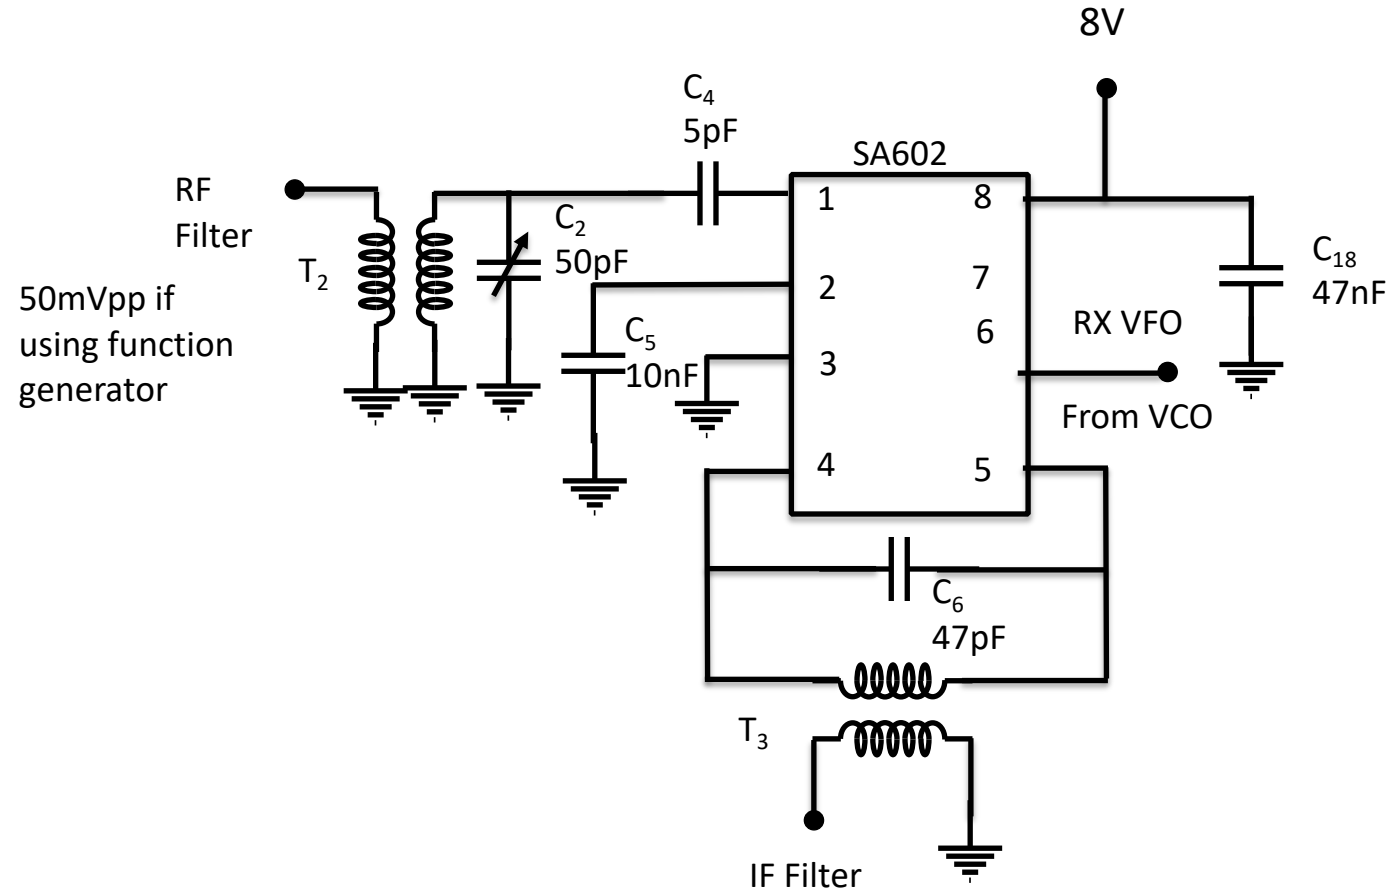 8V
C4
5pF
SA602
RF
Filter
T2
C2
50pF
1
8
C18
47nF
50mVpp if
using function
generator
2
7
C5
10nF
3
6
RX VFO
From VCO
4
5
C6
47pF
T3
IF Filter